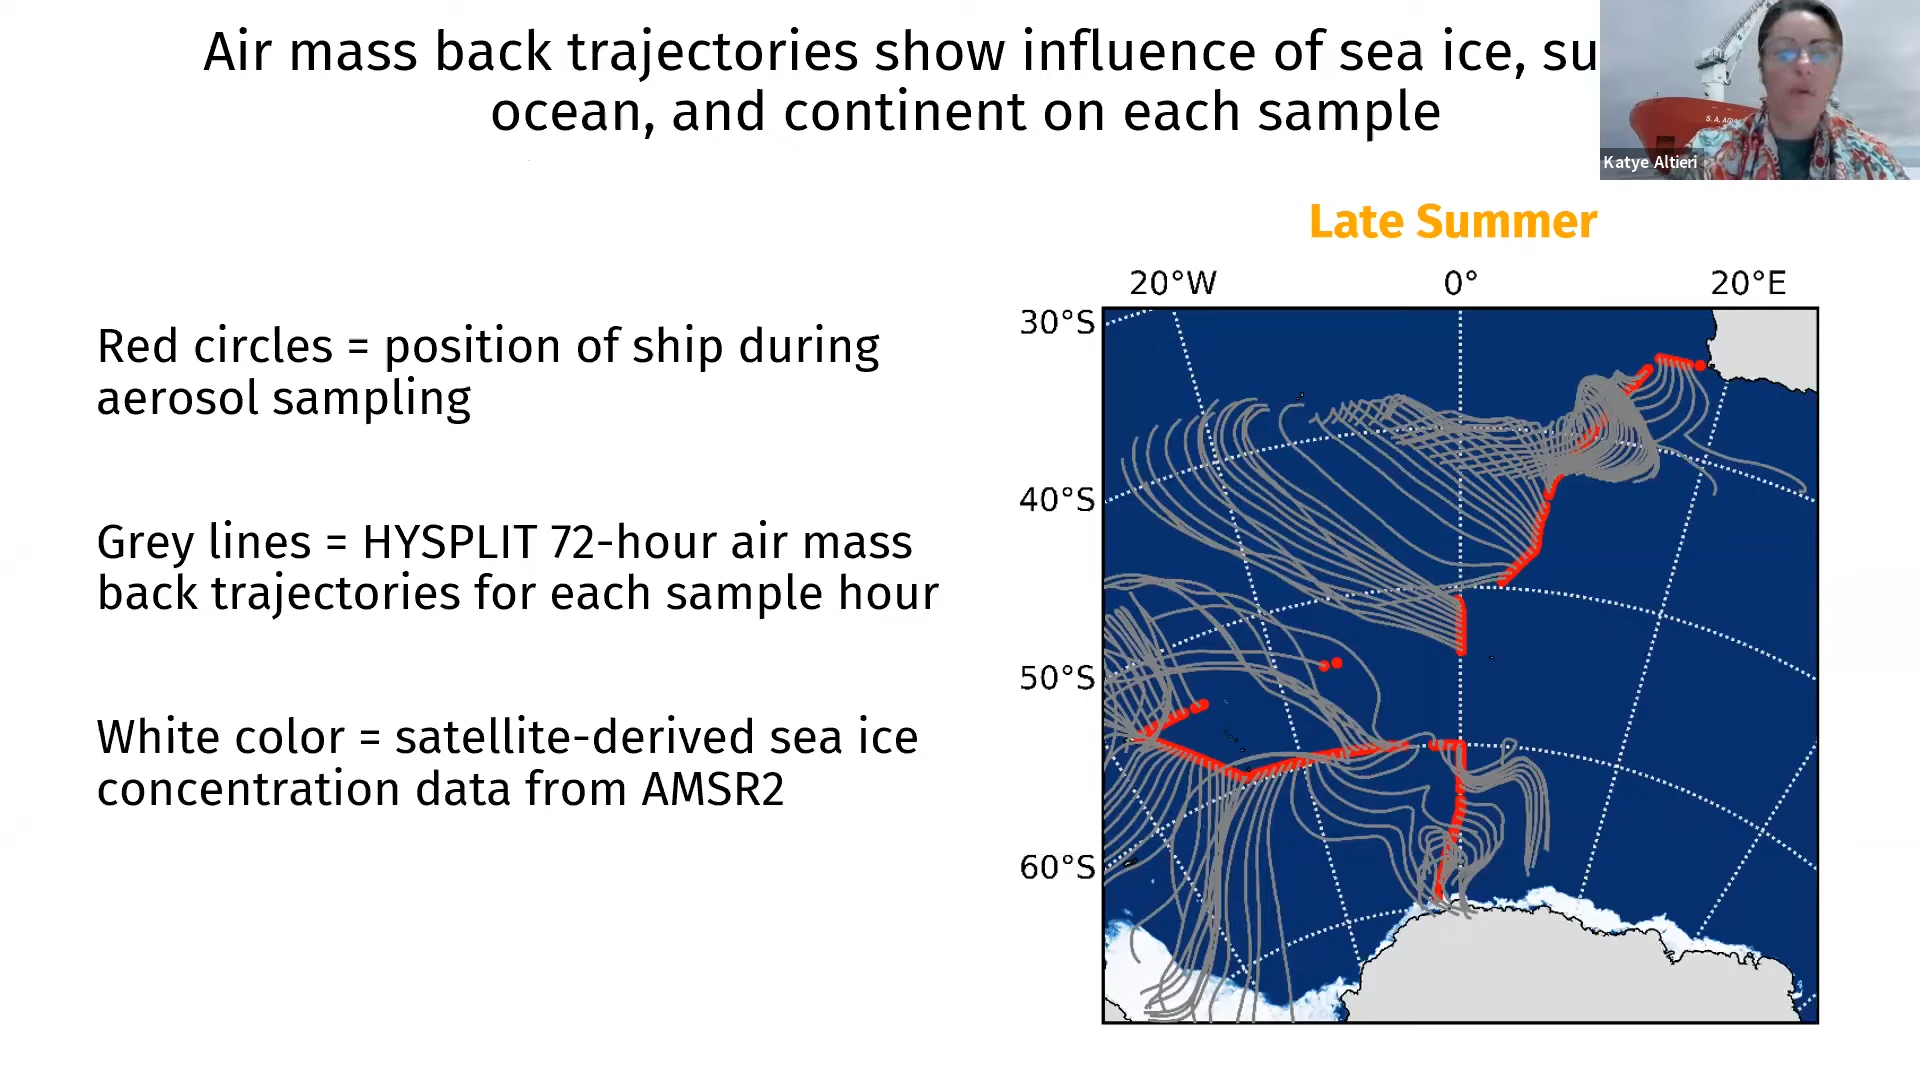 Air mass back trajectories show influence of sea ice, su
ocean, and continent on each sample
Katye Altieri
Late Summer
20°W 0° 20°E
30°S
40°S
50°S
60°S
Red circles = position of ship during
aerosol sampling
Grey lines = HYSPLIT 72-hour air mass
back trajectories for each sample hour
White color = satellite-derived sea ice
concentration data from AMSR2